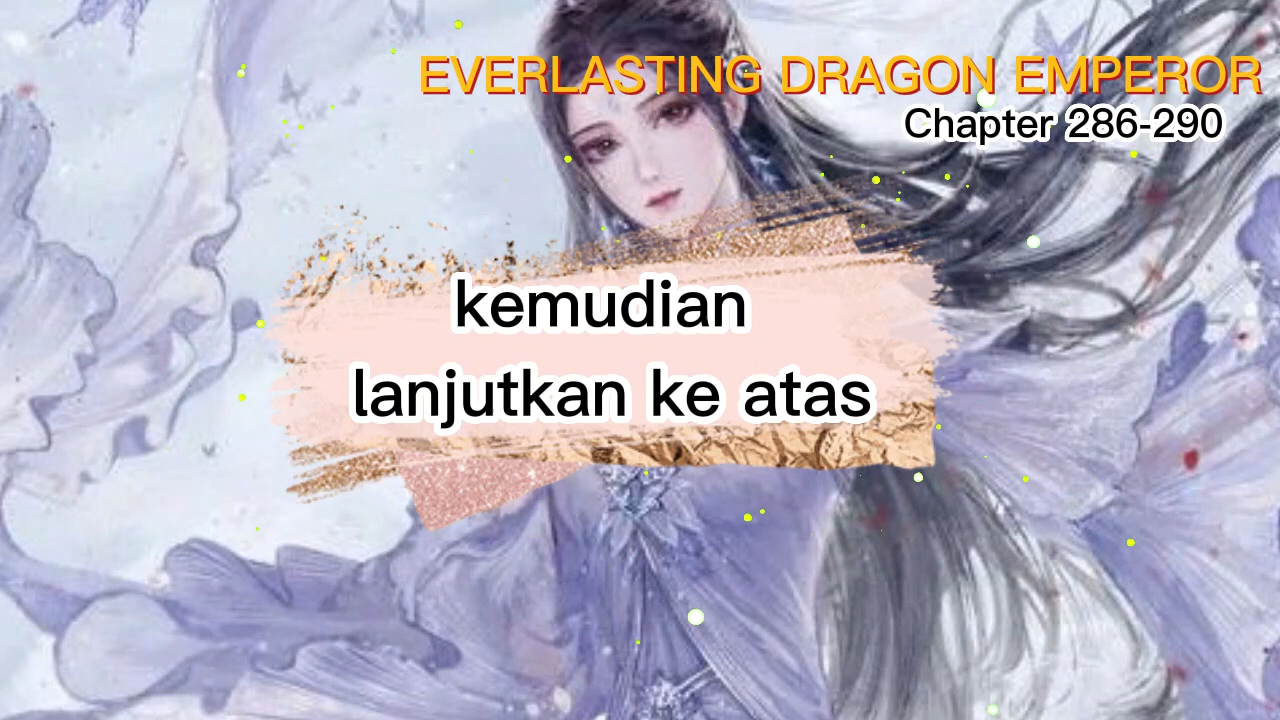 EVERLASTING DRAGON EMPEROR
Chapter 286-290
kemudian
lanjutkan ke atas